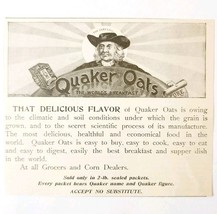 Quaker Oats
THE WORLD'S BREAKFAST
PURE
THAT DELICIOUS FLAVOR of Quaker Oats is owing
to the climatic and soil conditions under which the grain is
grown, and to the secret scientific process of its manufacture.
The most delicious, healthful and economical food in the
world. Quaker Oats is easy to buy, easy to cook, easy to eat
and easy to digest, easily the best breakfast and supper dish
in the world.
At all Grocers and Corn Dealers.
Sold only in 2-lb. sealed packets.
Every packet bears Quaker name and Quaker figure.
ACCEPT NO SUBSTITUTE.